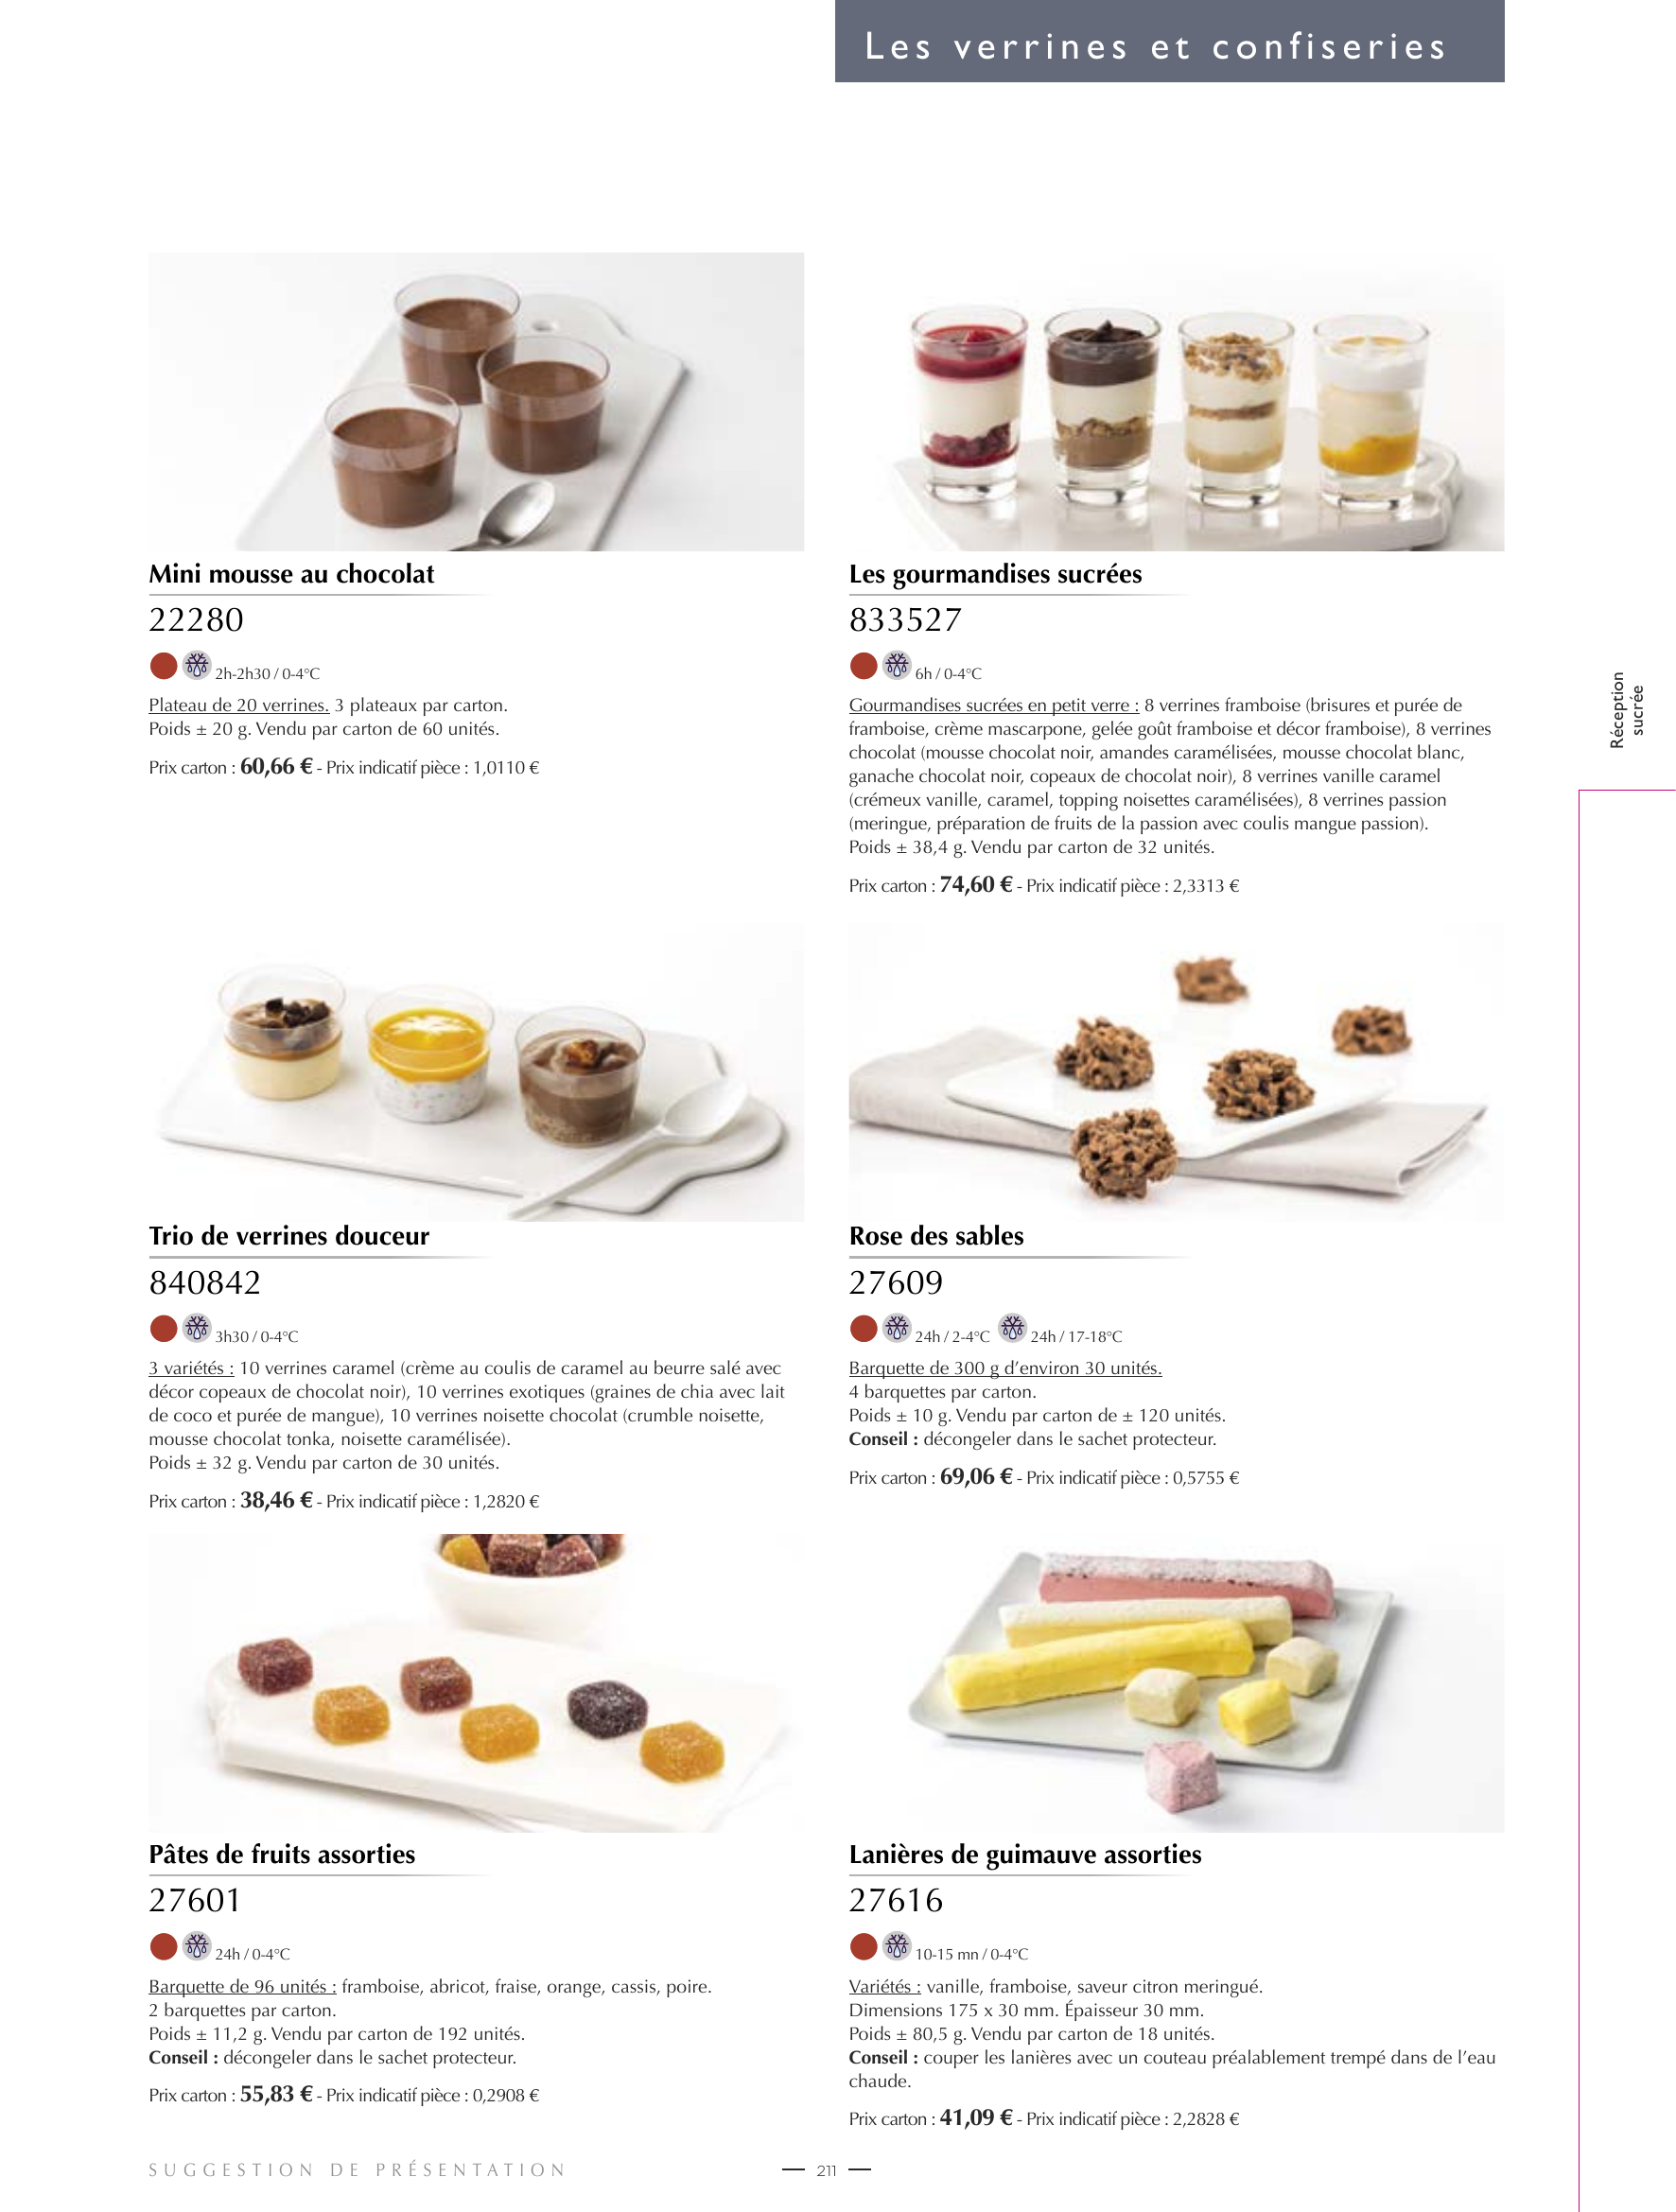 Les verrines et confiseries
Mini mousse au chocolat
22280
2h-2h30 / 0-4°C
Plateau de 20 verrines. 3 plateaux par carton.
Poids ± 20 g. Vendu par carton de 60 unités.
Prix carton : 60,66 € - Prix indicatif pièce : 1,0110 €
Les gourmandises sucrées
833527
6h / 0-4°C
Gourmandises sucrées en petit verre : 8 verrines framboise (brisures et purée de
framboise, crème mascarpone, gelée goût framboise et décor framboise), 8 verrines
chocolat (mousse chocolat noir, amandes caramélisées, mousse chocolat blanc,
ganache chocolat noir, copeaux de chocolat noir), 8 verrines vanille caramel
(crémeux vanille, caramel, topping noisettes caramélisées), 8 verrines passion
(meringue, préparation de fruits de la passion avec coulis mangue passion).
Poids ± 38,4 g. Vendu par carton de 32 unités.
Prix carton : 74,60 € - Prix indicatif pièce : 2,3313 €
Réception
sucrée
Trio de verrines douceur
840842
3h30 / 0-4°C
3 variétés : 10 verrines caramel (crème au coulis de caramel au beurre salé avec
décor copeaux de chocolat noir), 10 verrines exotiques (graines de chia avec lait
de coco et purée de mangue), 10 verrines noisette chocolat (crumble noisette,
mousse chocolat tonka, noisette caramélisée).
Poids ± 32 g. Vendu par carton de 30 unités.
Prix carton : 38,46 € - Prix indicatif pièce : 1,2820 €
Rose des sables
27609
24h / 2-4°C 24h / 17-18°C
Barquette de 300 g d’environ 30 unités.
4 barquettes par carton.
Poids ± 10 g. Vendu par carton de ± 120 unités.
Conseil : décongeler dans le sachet protecteur.
Prix carton : 69,06 € - Prix indicatif pièce : 0,5755 €
Pâtes de fruits assorties
27601
24h / 0-4°C
Barquette de 96 unités : framboise, abricot, fraise, orange, cassis, poire.
2 barquettes par carton.
Poids ± 11,2 g. Vendu par carton de 192 unités.
Conseil : décongeler dans le sachet protecteur.
Prix carton : 55,83 € - Prix indicatif pièce : 0,2908 €
Lanières de guimauve assorties
27616
10-15 mn / 0-4°C
Variétés : vanille, framboise, saveur citron meringué.
Dimensions 175 x 30 mm. Épaisseur 30 mm.
Poids ± 80,5 g. Vendu par carton de 18 unités.
Conseil : couper les lanières avec un couteau préalablement trempé dans de l’eau
chaude.
Prix carton : 41,09 € - Prix indicatif pièce : 2,2828 €
SUGGESTION DE PRÉSENTATION
211